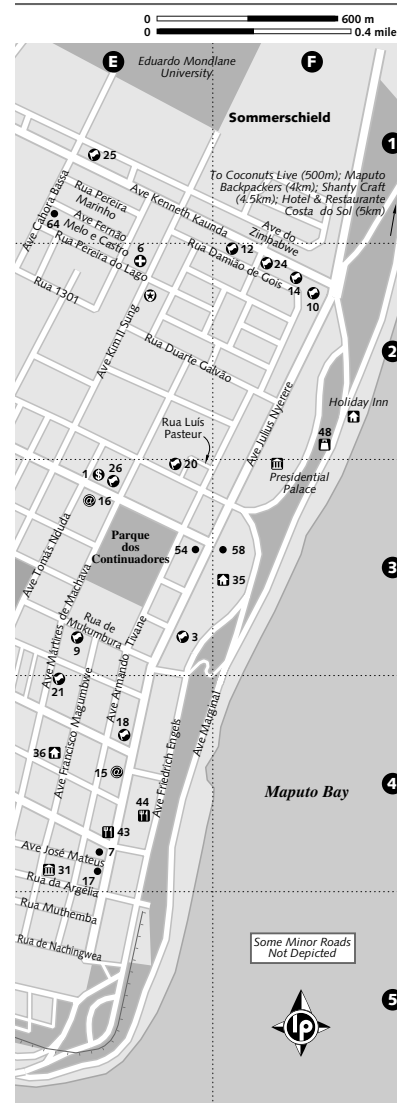 0 600 m
0 0.4 miles
E
F
Eduardo Mondlane
University
Sommerschield
1
25
To Coconuts Live (500m); Maputo
Backpackers (4km); Shanty Craft
(4.5km); Hotel & Restaurante
Costa do Sol (5km)
Ave Cahora Bassa
Rua Pereira
Marinho
Ave Kenneth Kaunda
Ave Fernão
Melo e Castro
64
Rua Pereira do Lago
6
Ave do
Zimbabwe
12
Rua Damião de Gois
24
14
10
Rua 1301
Ave Kim Il Sung
2
Rua Duarte Galvão
Ave Julius Nyerere
Holiday Inn
48
Rua Luís
Pasteur
20
Presidential
Palace
1
26
16
Parque
dos
Continuadores
54
58
3
35
Ave Tomás Nduda
Ave Mártires de Machava
Rua de
Mukumbura
9
3
Ave Armando Tivane
21
18
Ave Francisco Magumbwe
36
15
Ave Friedrich Engels
Ave Marginal
44
Maputo Bay
4
43
Ave José Mateus
7
31
Rua da Argélia
17
Rua Muthemba
Rua de Nachingwea
Some Minor Roads
Not Depicted
lp
5